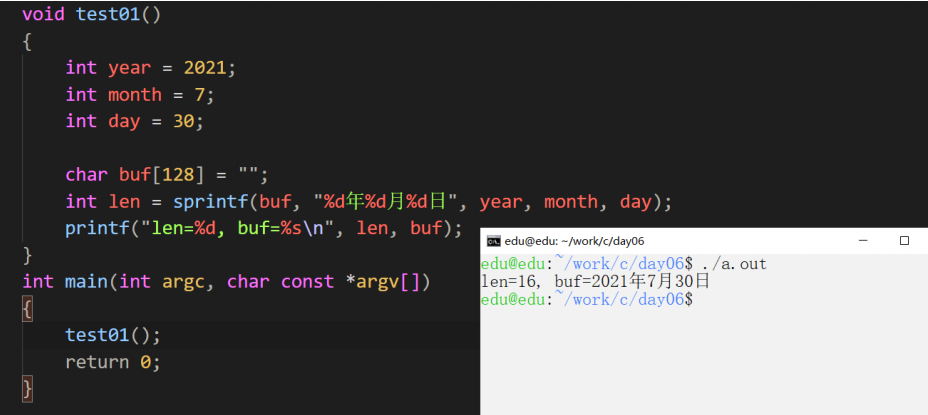 void test01()
{
    int year = 2021;
    int month = 7;
    int day = 30;

    char buf[128] = "";
    int len = sprintf(buf, "%d年%d月%d日", year, month, day);
    printf("len=%d, buf=%s\n", len, buf);
}
int main(int argc, char const *argv[])
{
    test01();
    return 0;
}
edu@edu: ~/work/c/day06
edu@edu:~/work/c/day06$ ./a.out
len=16, buf=2021年7月30日
edu@edu:~/work/c/day06$